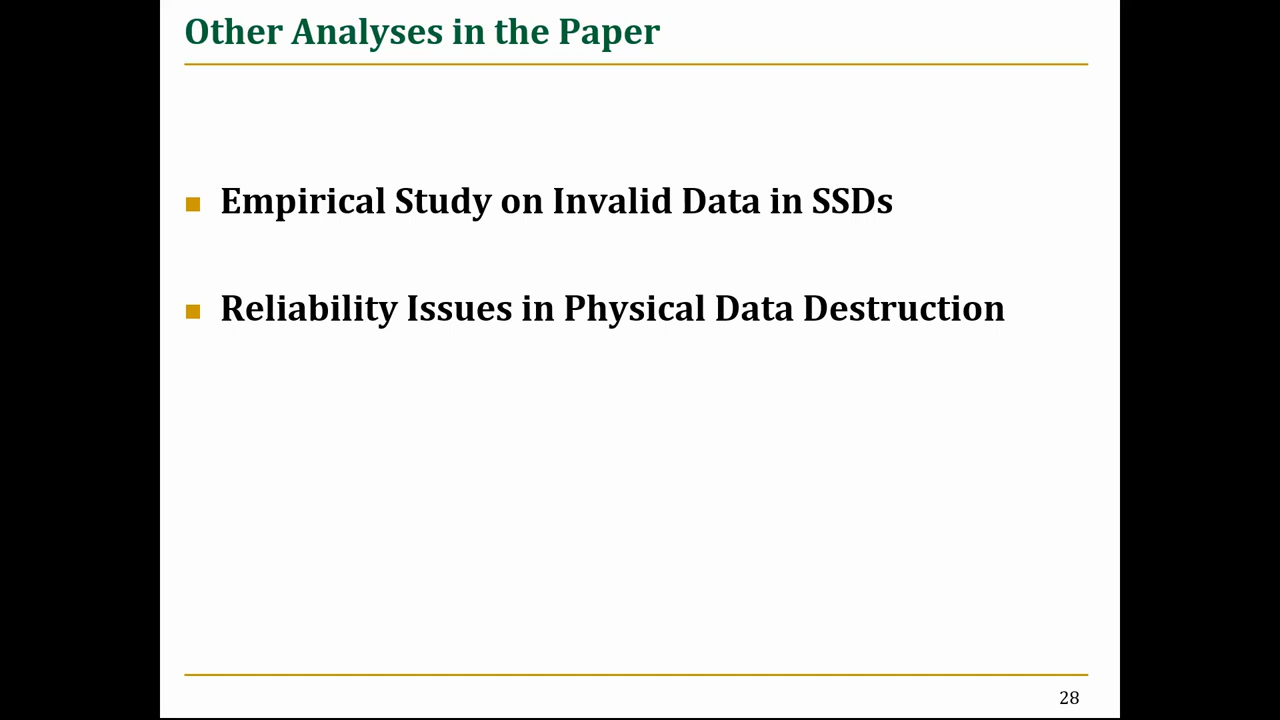 Other Analyses in the Paper
Empirical Study on Invalid Data in SSDs
Reliability Issues in Physical Data Destruction
28